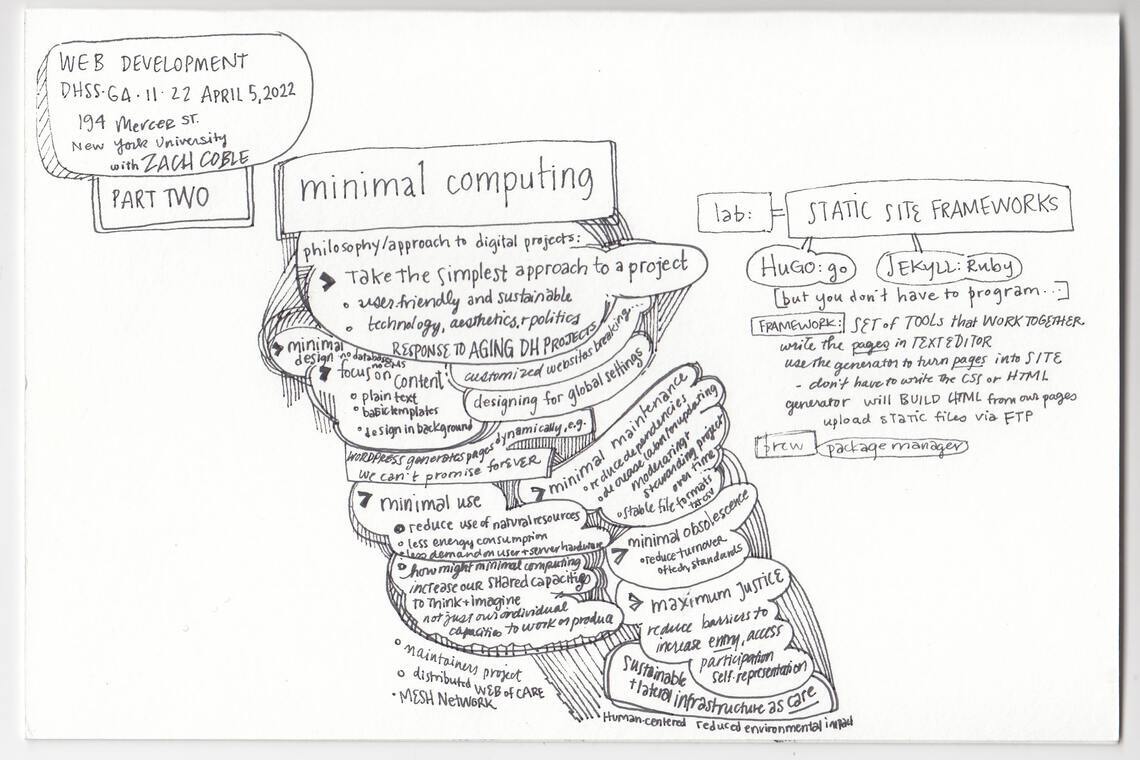 WEB DEVELOPMENT
DHSS·GA·11·22 APRIL 5, 2022
194 Mercer ST.
New York University
with ZACH COBLE
PART TWO
minimal computing
philosophy/approach to digital projects:
Take the simplest approach to a project
user-friendly and sustainable
technology, aesthetics, + politics
RESPONSE TO AGING DH PROJECTS
customized websites breaking...
designing for global settings
minimal
design no databases
focus on content
plain text
basic templates
design in background
WORDPRESS generates pages dynamically, e.g.
we can't promise forever
minimal use
reduce use of natural resources
less energy consumption
less demand on user + server hardware
how might minimal computing
increase our shared capacities
to think + imagine
not just our individual
capacities to work or produce
maintainers project
distributed WEB of CARE
MESH NETWORK
minimal maintenance
reduce dependencies
decrease labor of updating
moderating +
stewarding project
over time
stable file formats
minimal obsolescence
reduce turnover
of tech, standards
maximum justice
reduce barriers to
increase entry, access
participation
self-representation
sustainable
+ lateral infrastructure as care
Human-centered reduced environmental impact
lab: = STATIC SITE FRAMEWORKS
HUGO: go
JEKYLL: Ruby
[but you don't have to program...]
FRAMEWORK: SET of TOOLS that WORK TOGETHER
write the pages in TEXT EDITOR
use the generator to turn pages into SITE
- don't have to write the CSS or HTML
generator will BUILD HTML from our pages
upload STATIC files via FTP
brew package manager